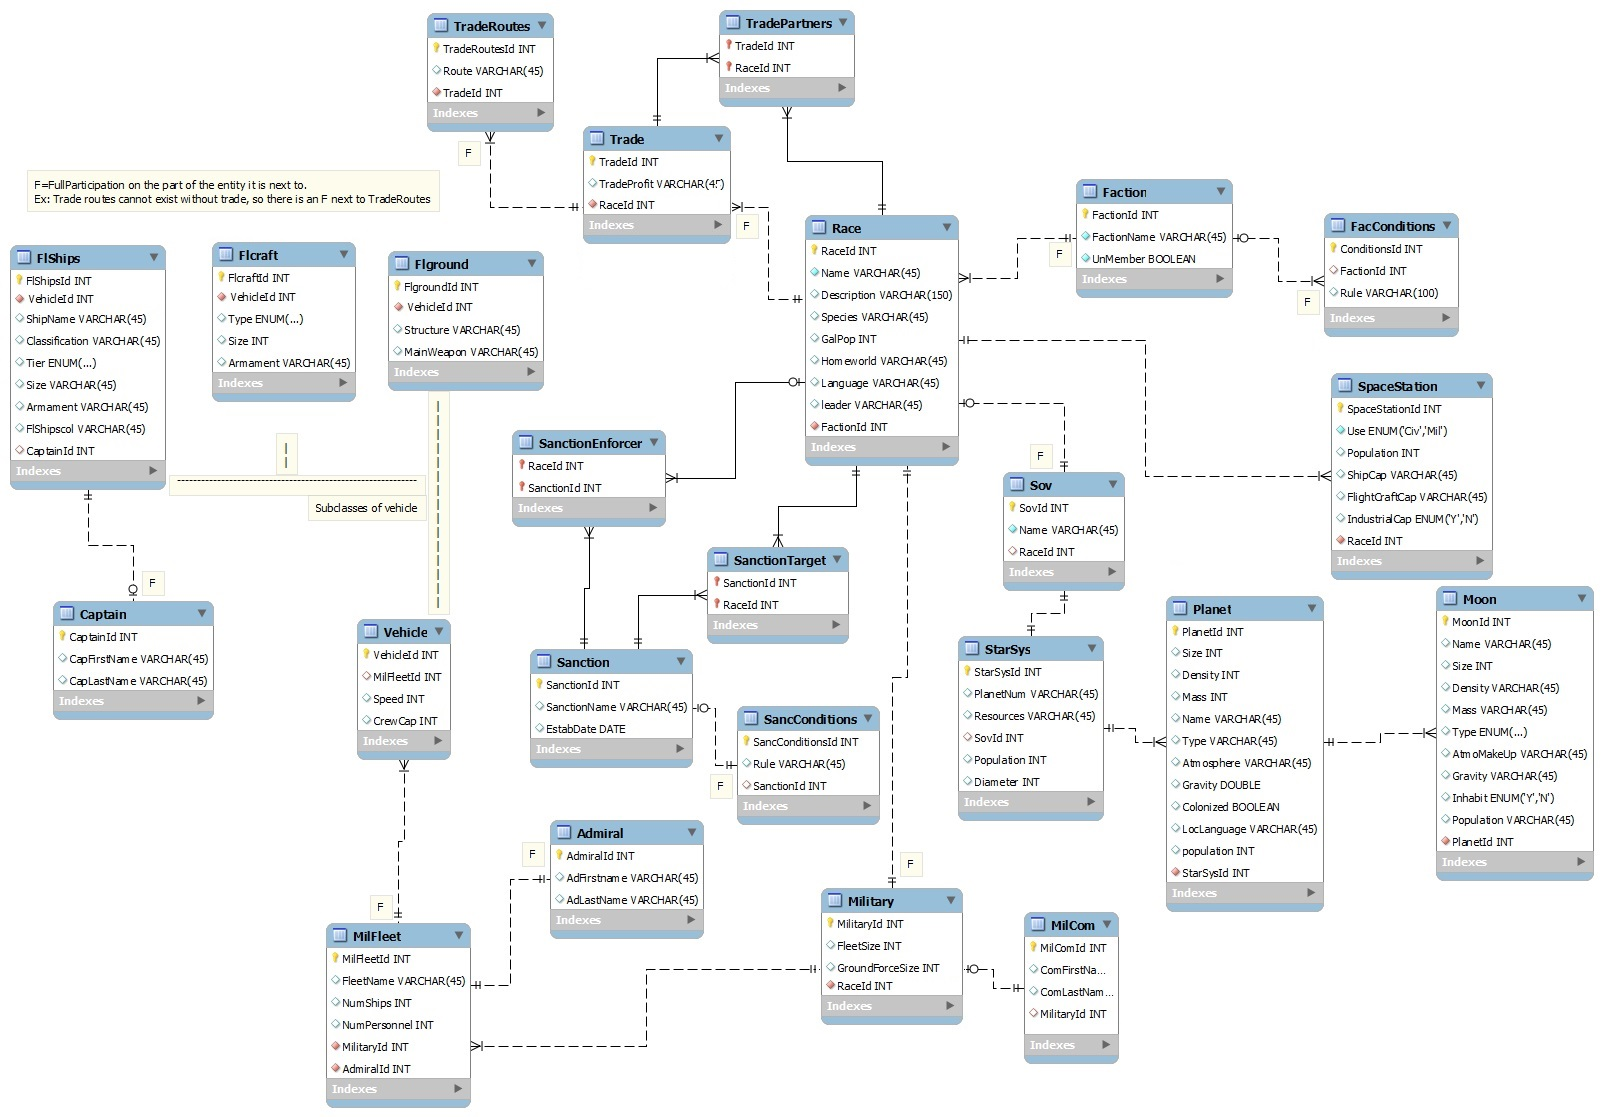 TradeRoutes
TradeRoutesId INT
Route VARCHAR(45)
TradeId INT
Indexes
TradePartners
TradeId INT
RaceId INT
Indexes
F
Trade
TradeId INT
TradeProfit VARCHAR(45)
RaceId INT
Indexes
F
F=FullParticipation on the part of the entity it is next to.
Ex: Trade routes cannot exist without trade, so there is an F next to TradeRoutes
Race
RaceId INT
Name VARCHAR(45)
Description VARCHAR(150)
Species VARCHAR(45)
GalPop INT
Homeworld VARCHAR(45)
Language VARCHAR(45)
leader VARCHAR(45)
FactionId INT
Indexes
Faction
FactionId INT
FactionName VARCHAR(45)
UnMember BOOLEAN
Indexes
F
FacConditions
ConditionsId INT
FactionId INT
Rule VARCHAR(100)
Indexes
F
FlShips
FlShipsId INT
VehicleId INT
ShipName VARCHAR(45)
Classification VARCHAR(45)
Tier ENUM(...)
Size VARCHAR(45)
Armament VARCHAR(45)
FlShipscol VARCHAR(45)
CaptainId INT
Indexes
Flcraft
FlcraftId INT
VehicleId INT
Type ENUM(...)
Size INT
Armament VARCHAR(45)
Indexes
Flground
FlgroundId INT
VehicleId INT
Structure VARCHAR(45)
MainWeapon VARCHAR(45)
Indexes
Subclasses of vehicle
SpaceStation
SpaceStationId INT
Use ENUM('Civ','Mil')
Population INT
ShipCap VARCHAR(45)
FlightCraftCap VARCHAR(45)
IndustrialCap ENUM('Y','N')
RaceId INT
Indexes
SanctionEnforcer
RaceId INT
SanctionId INT
Indexes
F
Sov
SovId INT
Name VARCHAR(45)
RaceId INT
Indexes
SanctionTarget
SanctionId INT
RaceId INT
Indexes
F
Captain
CaptainId INT
CapFirstName VARCHAR(45)
CapLastName VARCHAR(45)
Indexes
Vehicle
VehicleId INT
MilFleetId INT
Speed INT
CrewCap INT
Indexes
Sanction
SanctionId INT
SanctionName VARCHAR(45)
EstabDate DATE
Indexes
SancConditions
SancConditionsId INT
Rule VARCHAR(45)
SanctionId INT
Indexes
F
StarSys
StarSysId INT
PlanetNum VARCHAR(45)
Resources VARCHAR(45)
SovId INT
Population INT
Diameter INT
Indexes
Planet
PlanetId INT
Size INT
Density INT
Mass INT
Name VARCHAR(45)
Type VARCHAR(45)
Atmosphere VARCHAR(45)
Gravity DOUBLE
Colonized BOOLEAN
LocLanguage VARCHAR(45)
population INT
StarSysId INT
Indexes
Moon
MoonId INT
Name VARCHAR(45)
Size INT
Density VARCHAR(45)
Mass VARCHAR(45)
Type ENUM(...)
AtmoMakeUp VARCHAR(45)
Gravity VARCHAR(45)
Inhabit ENUM('Y','N')
Population VARCHAR(45)
PlanetId INT
Indexes
F
Admiral
AdmiralId INT
AdFirstname VARCHAR(45)
AdLastName VARCHAR(45)
Indexes
F
MilFleet
MilFleetId INT
FleetName VARCHAR(45)
NumShips INT
NumPersonnel INT
MilitaryId INT
AdmiralId INT
Indexes
F
Military
MilitaryId INT
FleetSize INT
GroundForceSize INT
RaceId INT
Indexes
MilCom
MilComId INT
ComFirstNa...
ComLastNam...
MilitaryId INT
Indexes